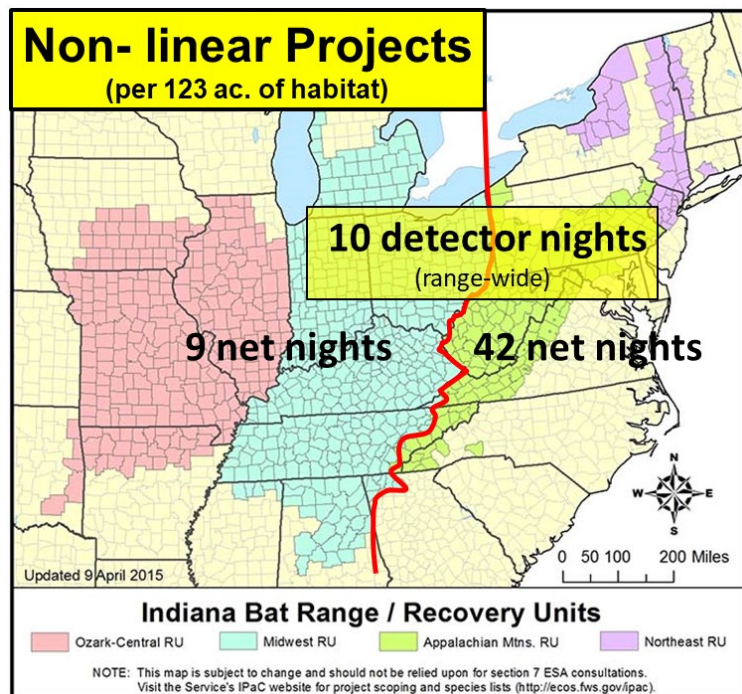 Non- linear Projects
(per 123 ac. of habitat)
10 detector nights
(range-wide)
9 net nights
42 net nights
N
W E
S
0 50 100 200 Miles
Updated 9 April 2015
Indiana Bat Range / Recovery Units
Ozark-Central RU Midwest RU Appalachian Mtns. RU Northeast RU
NOTE: This map is subject to change and should not be relied upon for section 7 ESA consultations.
Visit the Service's IPaC website for project scoping and species lists (http://ecos.fws.gov/ipac).